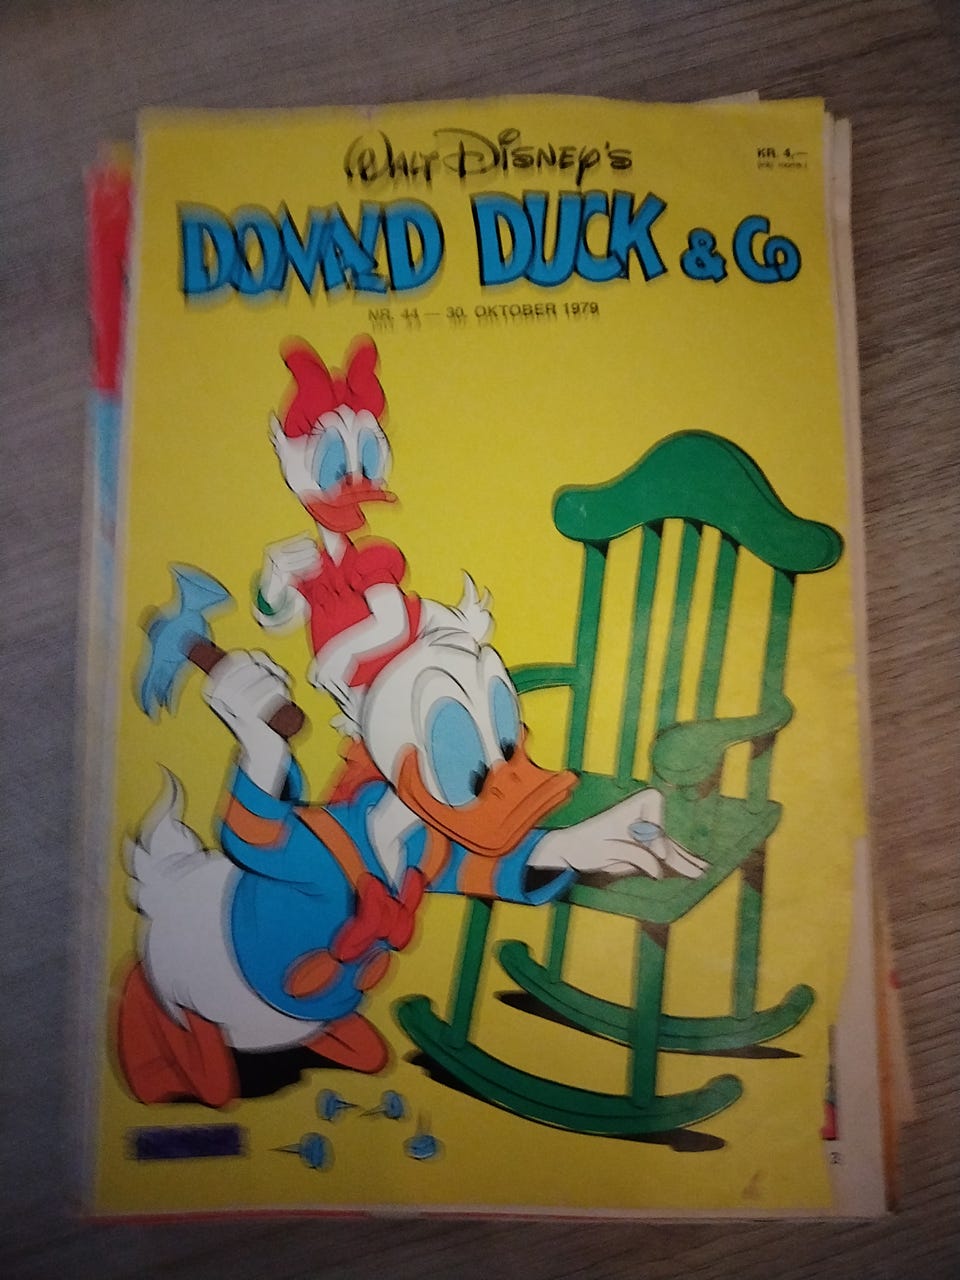 Walt Disney's
KR. 4,–
DONALD DUCK & Co
NR. 44 — 30. OKTOBER 1979